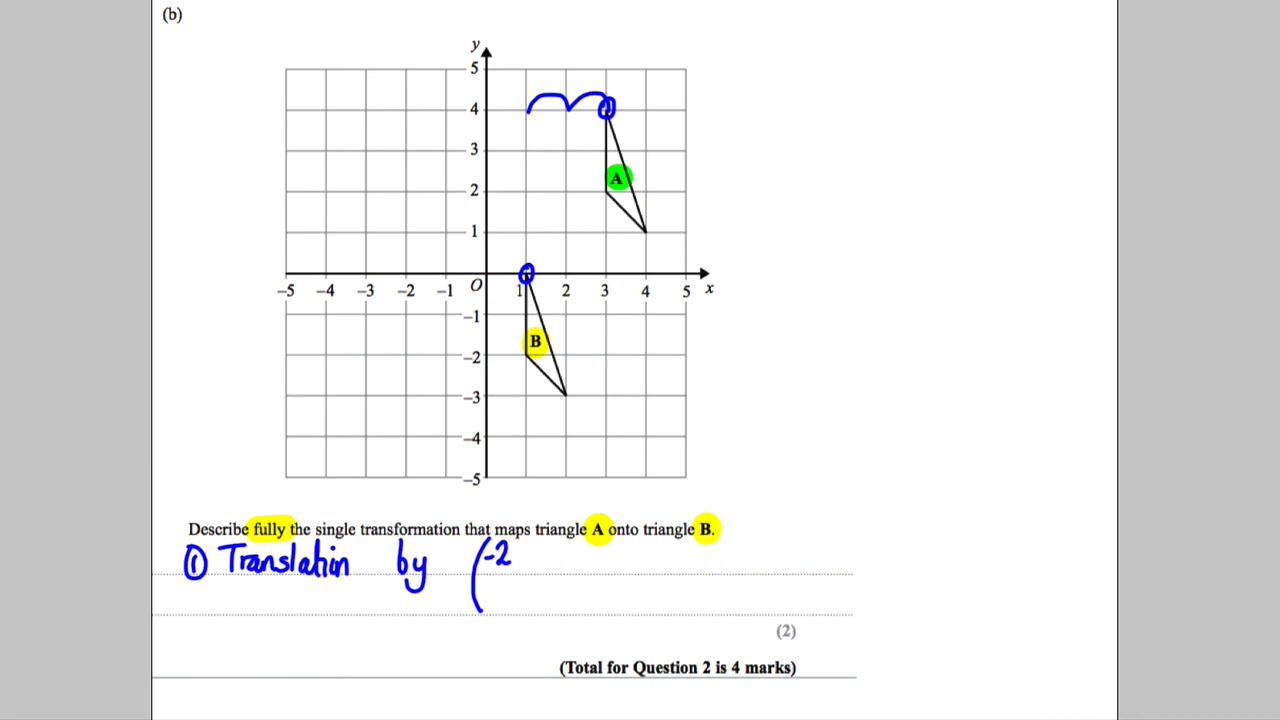 (b)
y
5
4
3
A
2
1
O
–5 –4 –3 –2 –1 1 2 3 4 5 x
–1
B
–2
–3
–4
–5
Describe fully the single transformation that maps triangle A onto triangle B.
① Translation by (-2
(2)
(Total for Question 2 is 4 marks)